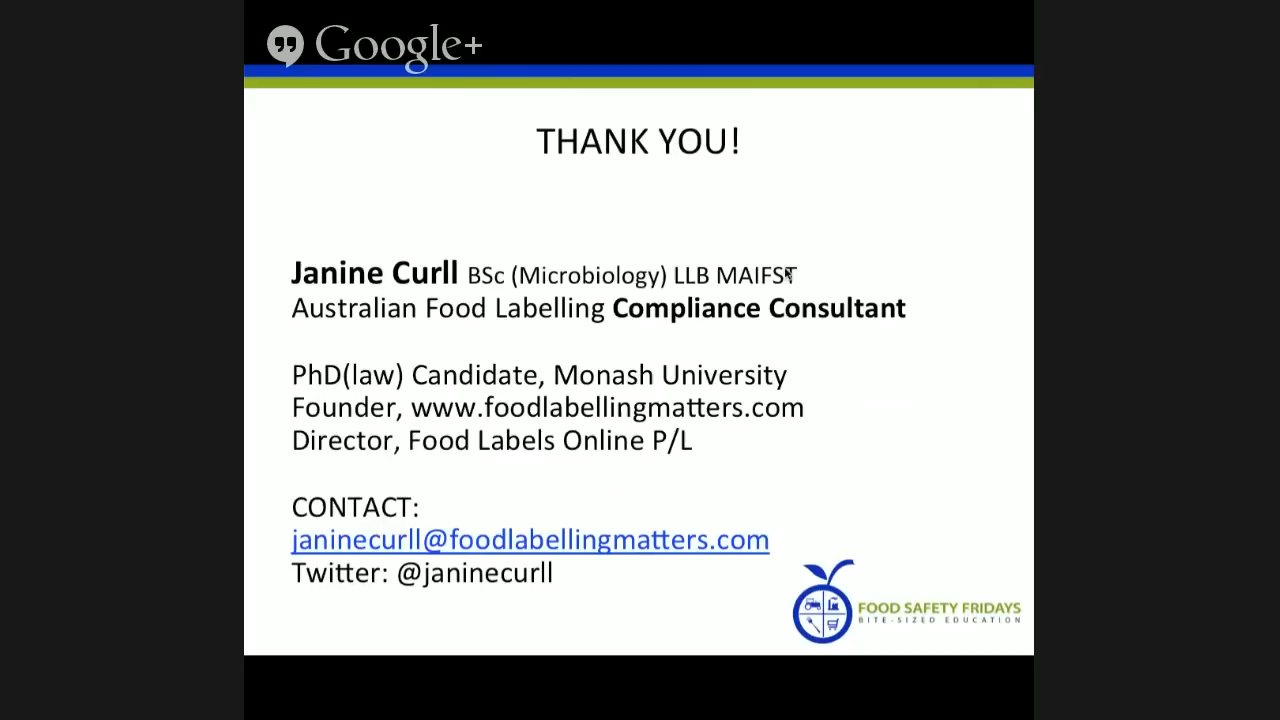 Google+
THANK YOU!
Janine Curll BSc (Microbiology) LLB MAIFST
Australian Food Labelling Compliance Consultant
PhD(law) Candidate, Monash University
Founder, www.foodlabellingmatters.com
Director, Food Labels Online P/L
CONTACT:
janinecurll@foodlabellingmatters.com
Twitter: @janinecurll
FOOD SAFETY FRIDAYS
BITE-SIZED EDUCATION